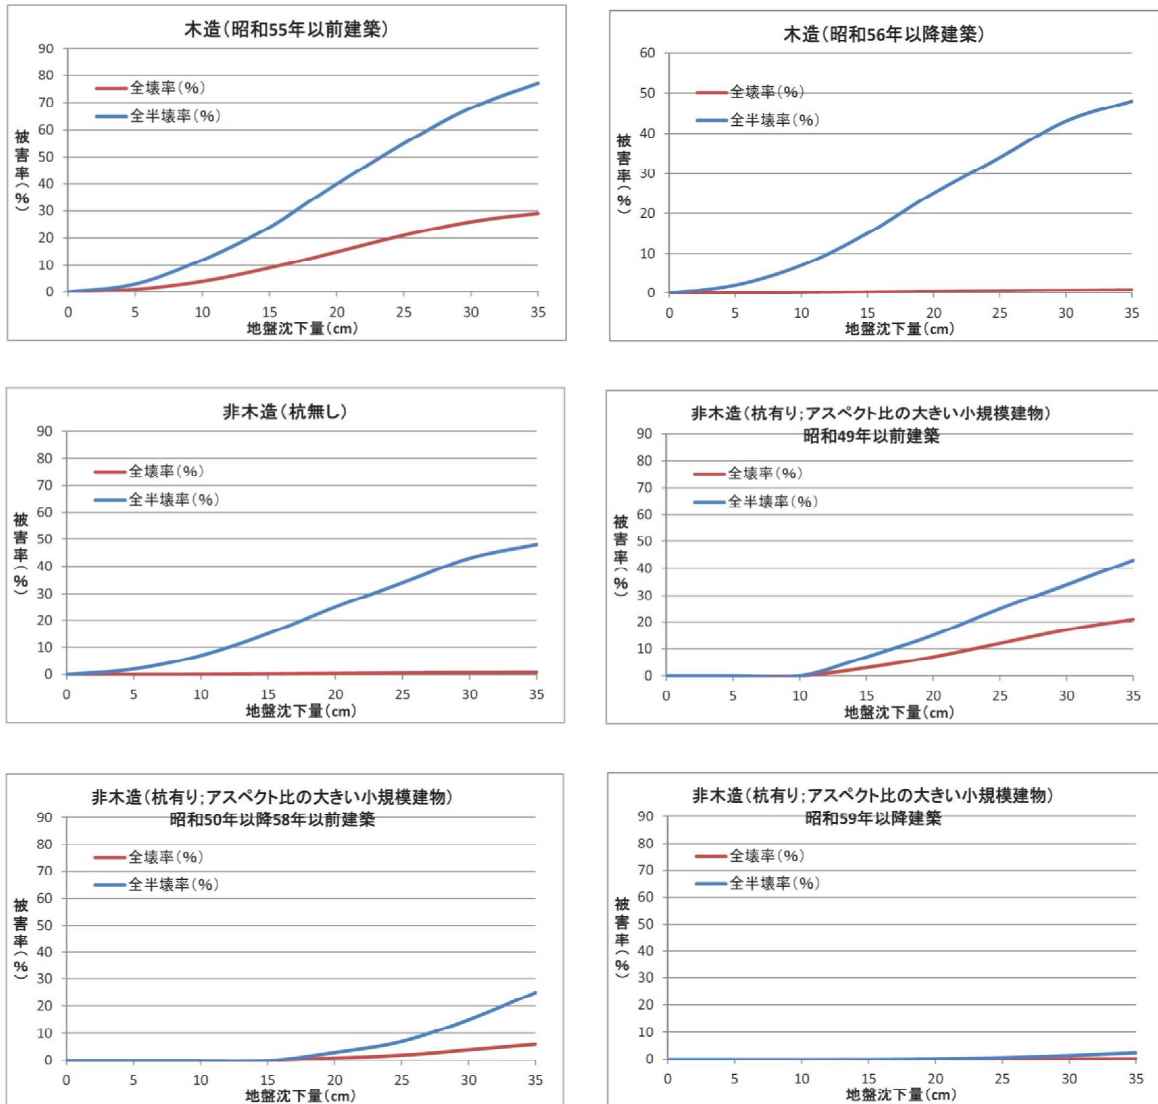 木造(昭和55年以前建築)
90
80
70
60
50
40
30
20
10
0
全壊率(%)
全半壊率(%)
被害率(%)
0 5 10 15 20 25 30 35
地盤沈下量(cm)
木造(昭和56年以降建築)
60
50
40
30
20
10
0
全壊率(%)
全半壊率(%)
被害率(%)
0 5 10 15 20 25 30 35
地盤沈下量(cm)
非木造(杭無し)
90
80
70
60
50
40
30
20
10
0
全壊率(%)
全半壊率(%)
被害率(%)
0 5 10 15 20 25 30 35
地盤沈下量(cm)
非木造(杭有り;アスペクト比の大きい小規模建物)
昭和49年以前建築
90
80
70
60
50
40
30
20
10
0
全壊率(%)
全半壊率(%)
被害率(%)
0 5 10 15 20 25 30 35
地盤沈下量(cm)
非木造(杭有り;アスペクト比の大きい小規模建物)
昭和50年以降58年以前建築
90
80
70
60
50
40
30
20
10
0
全壊率(%)
全半壊率(%)
被害率(%)
0 5 10 15 20 25 30 35
地盤沈下量(cm)
非木造(杭有り;アスペクト比の大きい小規模建物)
昭和59年以降建築
90
80
70
60
50
40
30
20
10
0
全壊率(%)
全半壊率(%)
被害率(%)
0 5 10 15 20 25 30 35
地盤沈下量(cm)